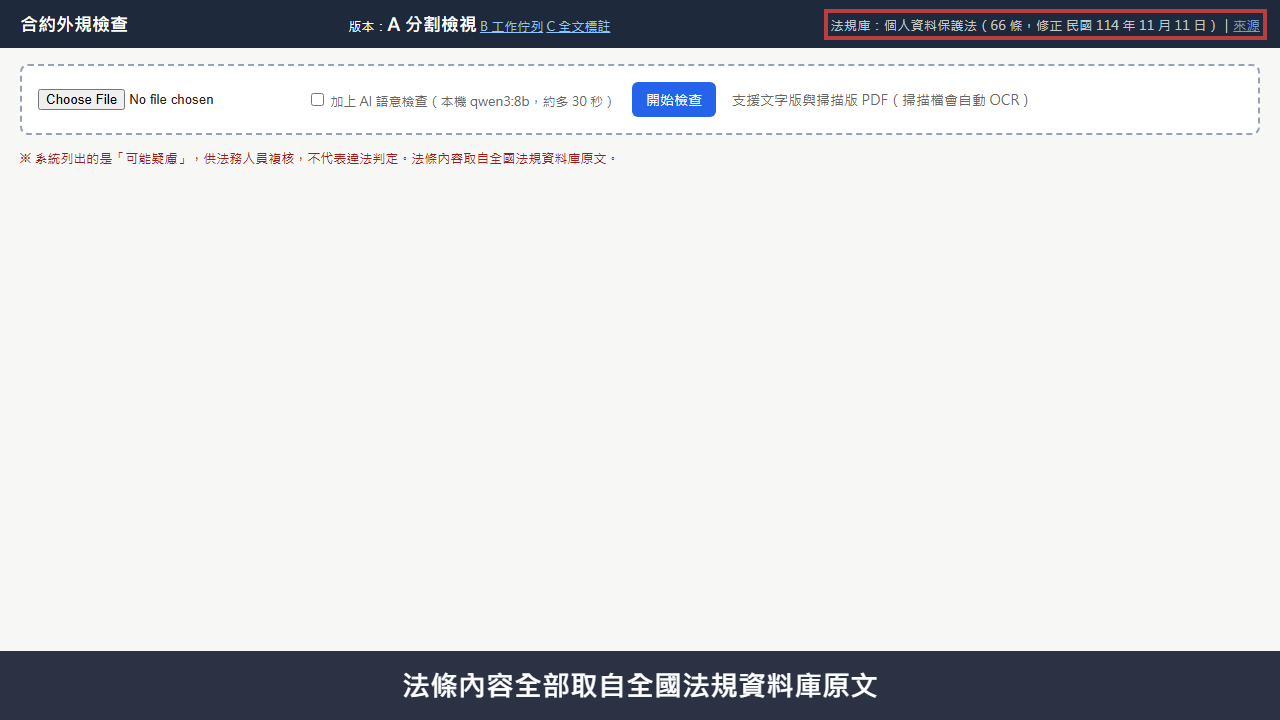 合約外規檢查
版本：A 分割檢視 B 工作佇列 C 全文標註
法規庫：個人資料保護法（66 條，修正 民國 114 年 11 月 11 日）｜來源
Choose File No file chosen
加上 AI 語意檢查（本機 qwen3:8b，約多 30 秒）
開始檢查
支援文字版與掃描版 PDF（掃描檔會自動 OCR）
※ 系統列出的是「可能疑慮」，供法務人員複核，不代表違法判定。法條內容取自全國法規資料庫原文。
法條內容全部取自全國法規資料庫原文